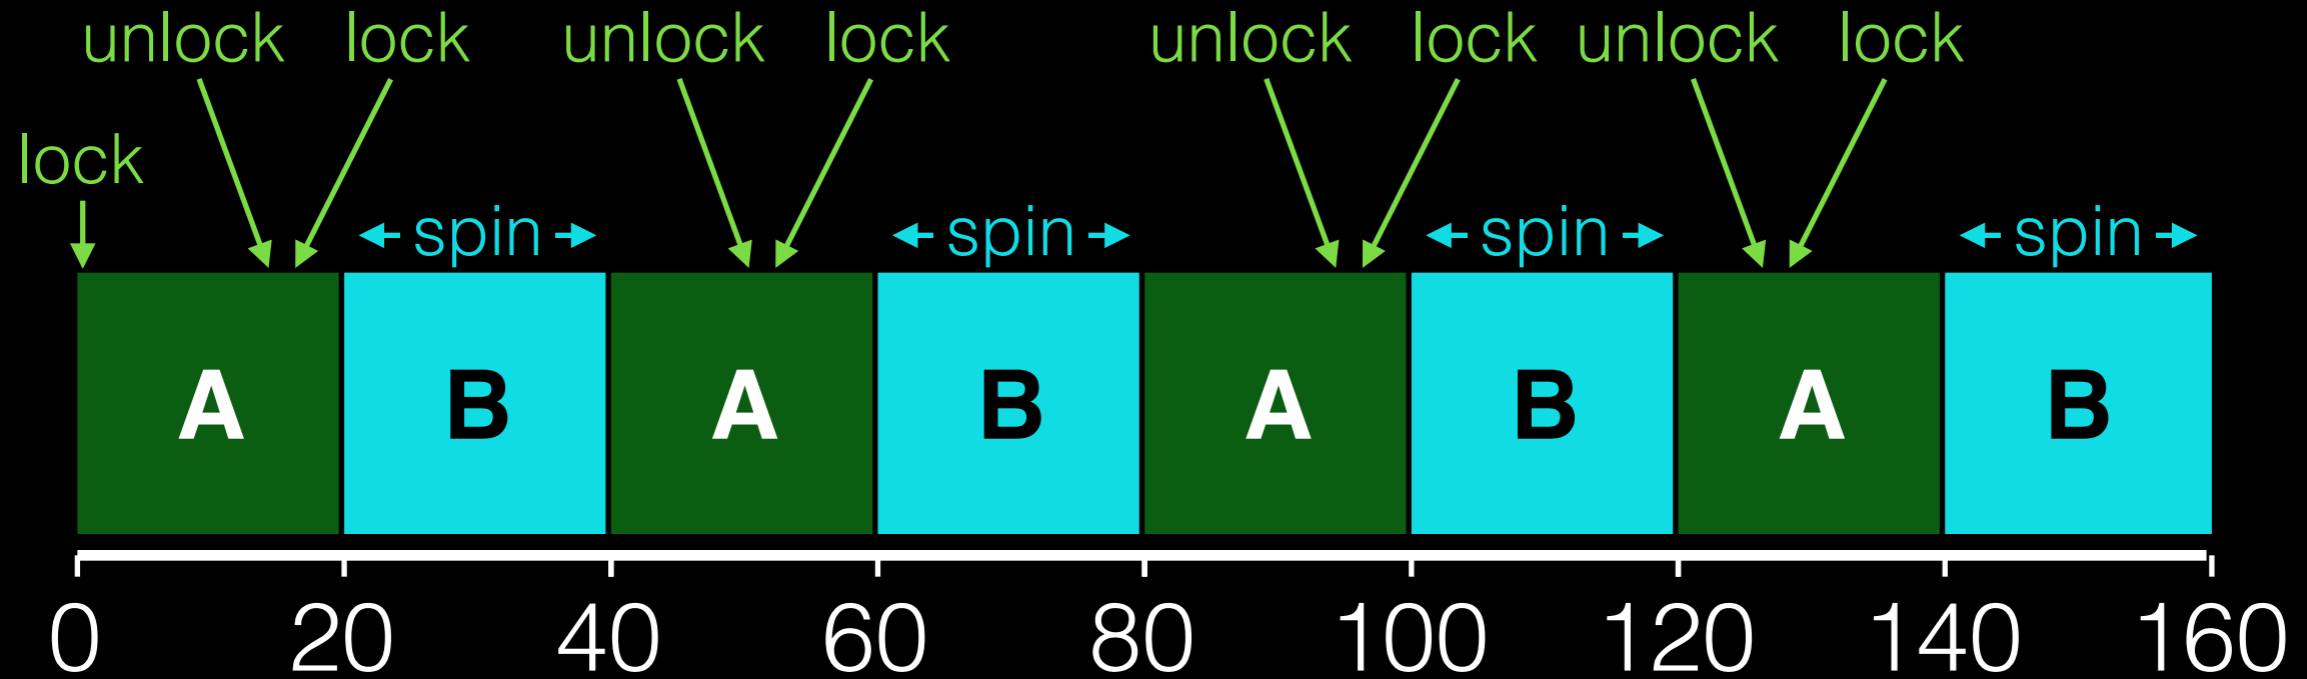 unlock lock unlock lock unlock lock unlock lock
lock
spin spin spin spin
A B A B A B A B
0 20 40 60 80 100 120 140 160